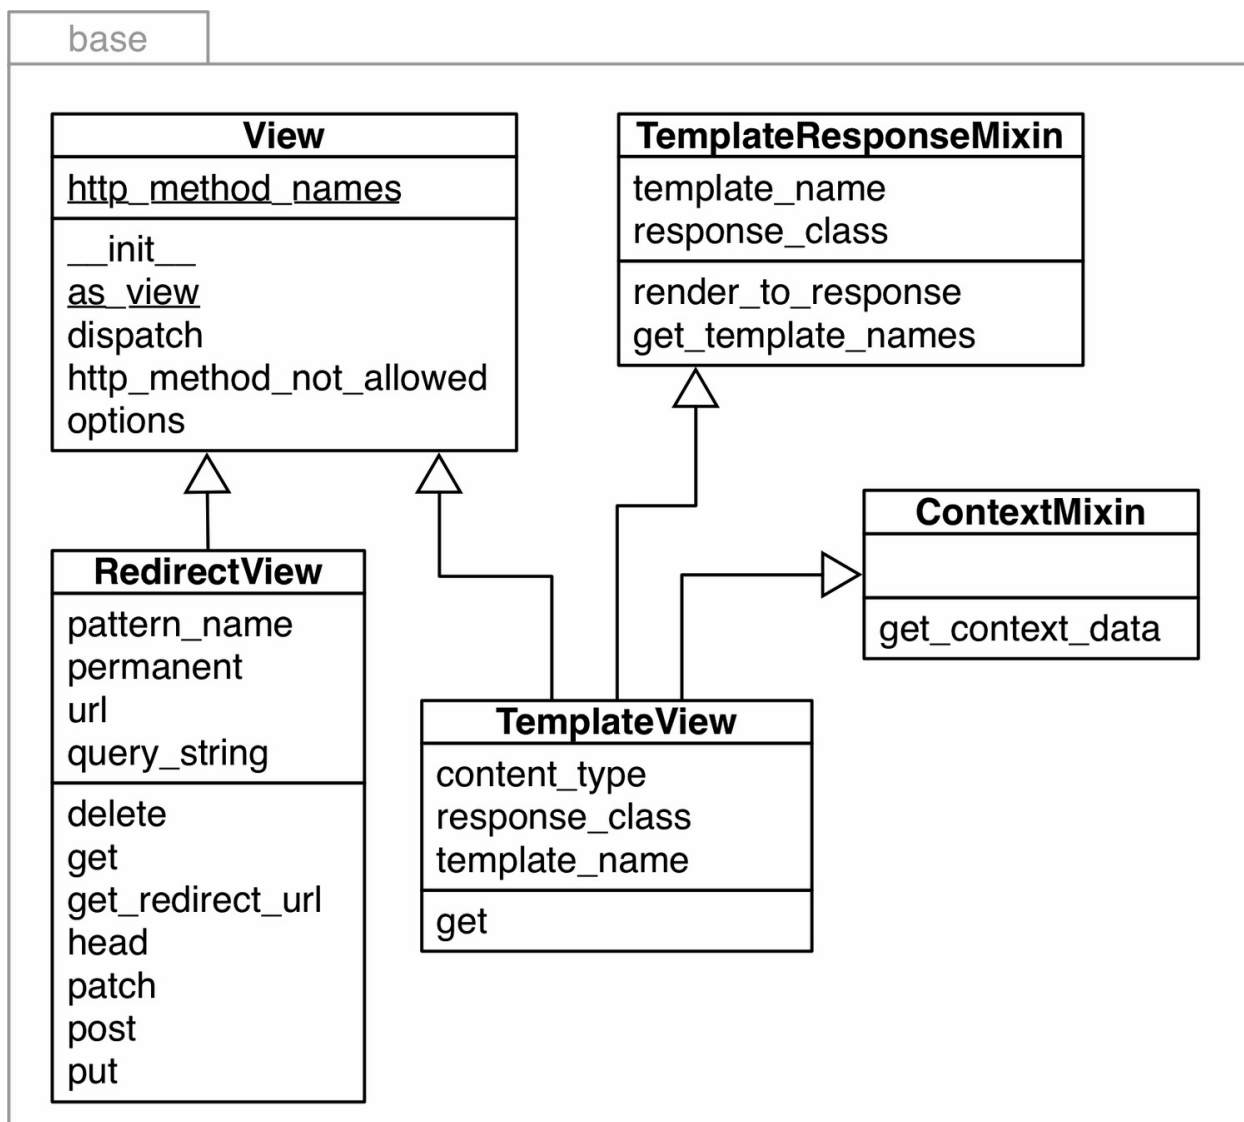 base
View
http_method_names
__init__
as_view
dispatch
http_method_not_allowed
options
TemplateResponseMixin
template_name
response_class
render_to_response
get_template_names
ContextMixin
get_context_data
RedirectView
pattern_name
permanent
url
query_string
delete
get
get_redirect_url
head
patch
post
put
TemplateView
content_type
response_class
template_name
get